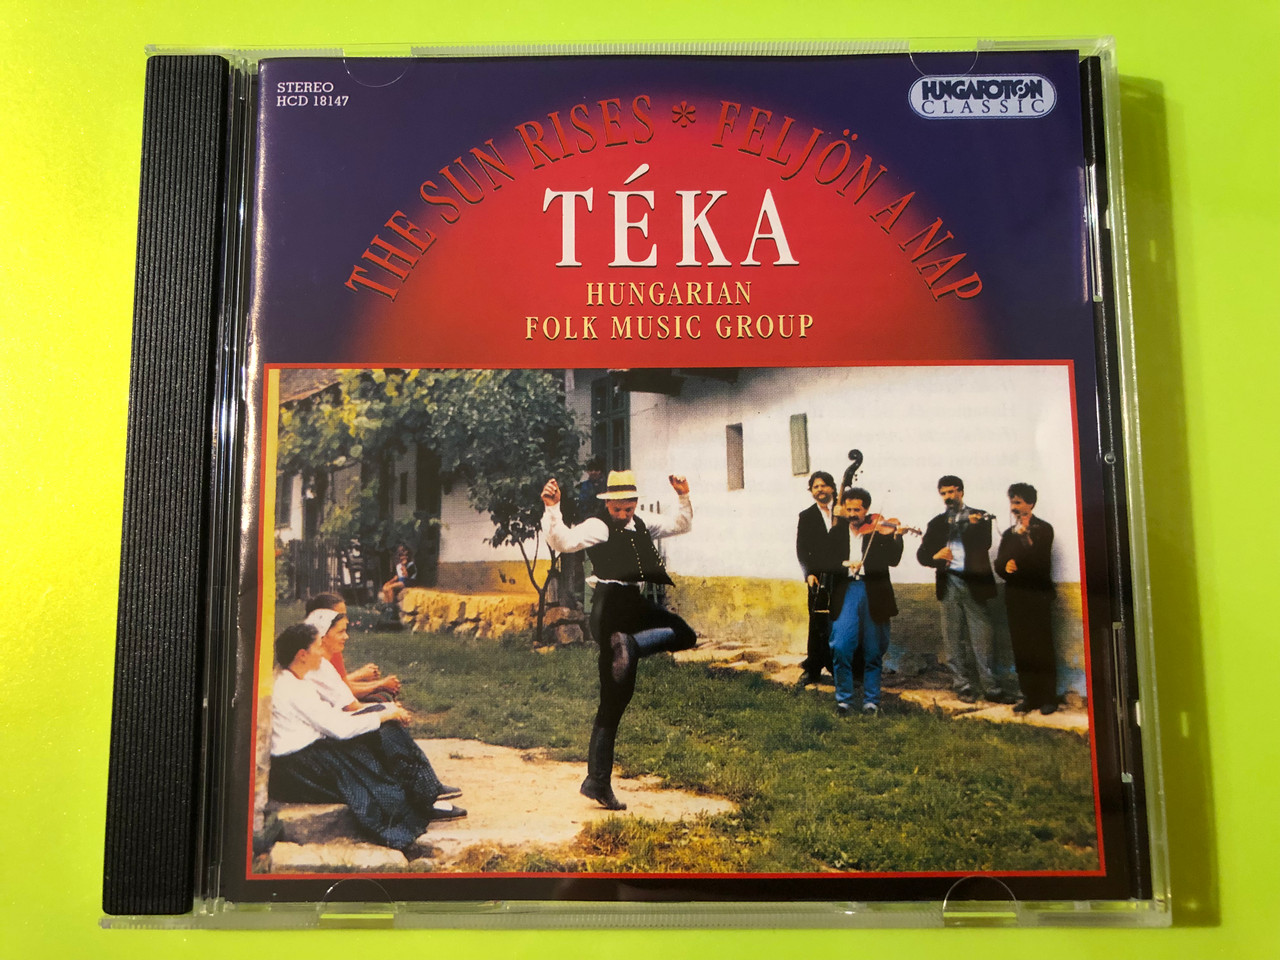 STEREO
HCD 18147
HUNGAROTON
CLASSIC
THE SUN RISES * FELJÖN A NAP
TÉKA
HUNGARIAN
FOLK MUSIC GROUP